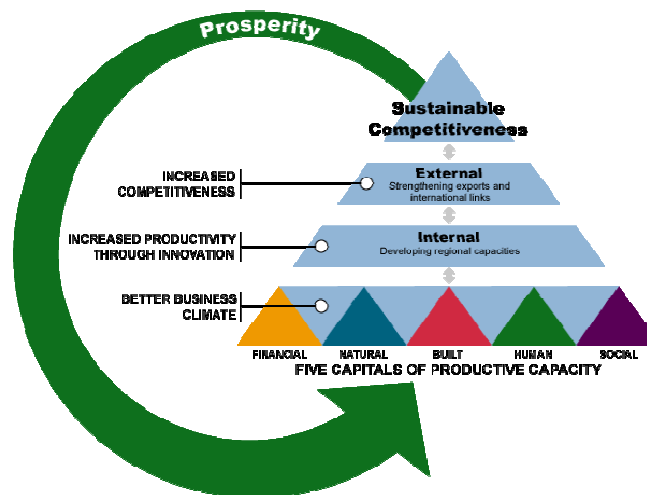 Prosperity
Sustainable
Competitiveness
INCREASED
COMPETITIVENESS
External
Strengthening exports and
international links
INCREASED PRODUCTIVITY
THROUGH INNOVATION
Internal
Developing regional capacities
BETTER BUSINESS
CLIMATE
FINANCIAL NATURAL BUILT HUMAN SOCIAL
FIVE CAPITALS OF PRODUCTIVE CAPACITY